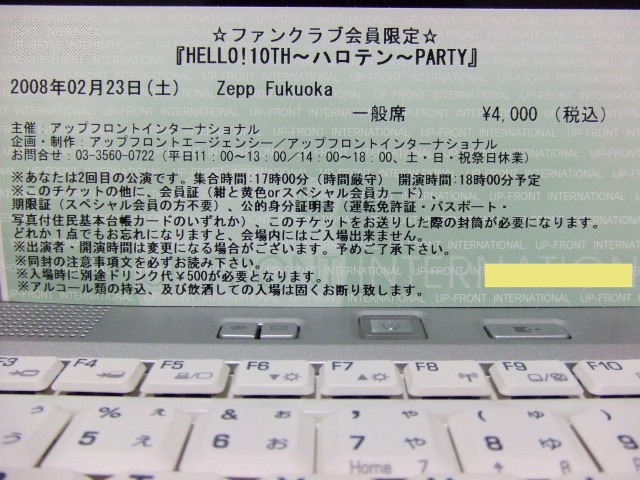 ☆ファンクラブ会員限定☆
『HELLO!10TH～ハロテン～PARTY』
2008年02月23日(土) Zepp Fukuoka
一般席 ¥4,000 (税込)
主催：アップフロントインターナショナル
企画・制作：アップフロントエージェンシー／アップフロントインターナショナル
お問合せ：03-3560-0722 (平日11：00～13：00／14：00～18：00、土・日・祝祭日休業)
※あなたは2回目の公演です。集合時間:17時00分(時間厳守) 開演時間:18時00分予定
※このチケットの他に、会員証(紺と黄色orスペシャル会員カード)
期限証(スペシャル会員の方不要)、公的身分証明書(運転免許証・パスポート・
写真付住民基本台帳カードのいずれか)、このチケットをお送りした際の封筒が必要になります。
どれか１点でもお忘れになりますと、会場内にはご入場出来ません。
※出演者・開演時間は変更になる場合がございます。予めご了承下さい。
※同封の注意事項文を必ずお読み下さい。
※入場時に別途ドリンク代￥500が必要となります。
※アルコール類の持込、及び飲酒しての入場は固くお断り致します。
UP-FRONT INTERNATIONAL
F3 F4 F5 F6 F7 F8 F9 F10
% ぇ & ぉ ' ゃ ( ゅ
5 え 6 お 7 や 8 ゆ
Home 7 8